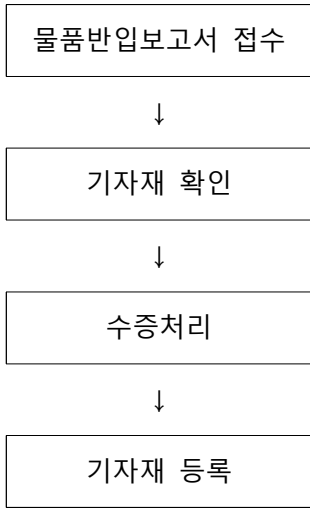 물품반입보고서 접수
↓
기자재 확인
↓
수증처리
↓
기자재 등록